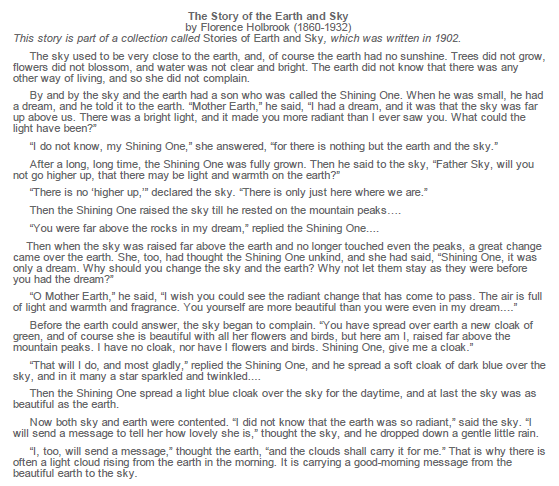 The Story of the Earth and Sky
by Florence Holbrook (1860-1932)
This story is part of a collection called Stories of Earth and Sky, which was written in 1902.
The sky used to be very close to the earth, and, of course the earth had no sunshine. Trees did not grow,
flowers did not blossom, and water was not clear and bright. The earth did not know that there was any
other way of living, and so she did not complain.
By and by the sky and the earth had a son who was called the Shining One. When he was small, he had
a dream, and he told it to the earth. “Mother Earth,” he said, “I had a dream, and it was that the sky was far
up above us. There was a bright light, and it made you more radiant than I ever saw you. What could the
light have been?”
“I do not know, my Shining One,” she answered, “for there is nothing but the earth and the sky.”
After a long, long time, the Shining One was fully grown. Then he said to the sky, “Father Sky, will you
not go higher up, that there may be light and warmth on the earth?”
“There is no ‘higher up,’” declared the sky. “There is only just here where we are.”
Then the Shining One raised the sky till he rested on the mountain peaks….
“You were far above the rocks in my dream,” replied the Shining One….
Then when the sky was raised far above the earth and no longer touched even the peaks, a great change
came over the earth. She, too, had thought the Shining One unkind, and she had said, “Shining One, it was
only a dream. Why should you change the sky and the earth? Why not let them stay as they were before
you had the dream?”
“O Mother Earth,” he said, “I wish you could see the radiant change that has come to pass. The air is full
of light and warmth and fragrance. You yourself are more beautiful than you were even in my dream….”
Before the earth could answer, the sky began to complain. “You have spread over earth a new cloak of
green, and of course she is beautiful with all her flowers and birds, but here am I, raised far above the
mountain peaks. I have no cloak, nor have I flowers and birds. Shining One, give me a cloak.”
“That will I do, and most gladly,” replied the Shining One, and he spread a soft cloak of dark blue over the
sky, and in it many a star sparkled and twinkled….
Then the Shining One spread a light blue cloak over the sky for the daytime, and at last the sky was as
beautiful as the earth.
Now both sky and earth were contented. “I did not know that the earth was so radiant,” said the sky. “I
will send a message to tell her how lovely she is,” thought the sky, and he dropped down a gentle little rain.
“I, too, will send a message,” thought the earth, “and the clouds shall carry it for me.” That is why there is
often a light cloud rising from the earth in the morning. It is carrying a good-morning message from the
beautiful earth to the sky.